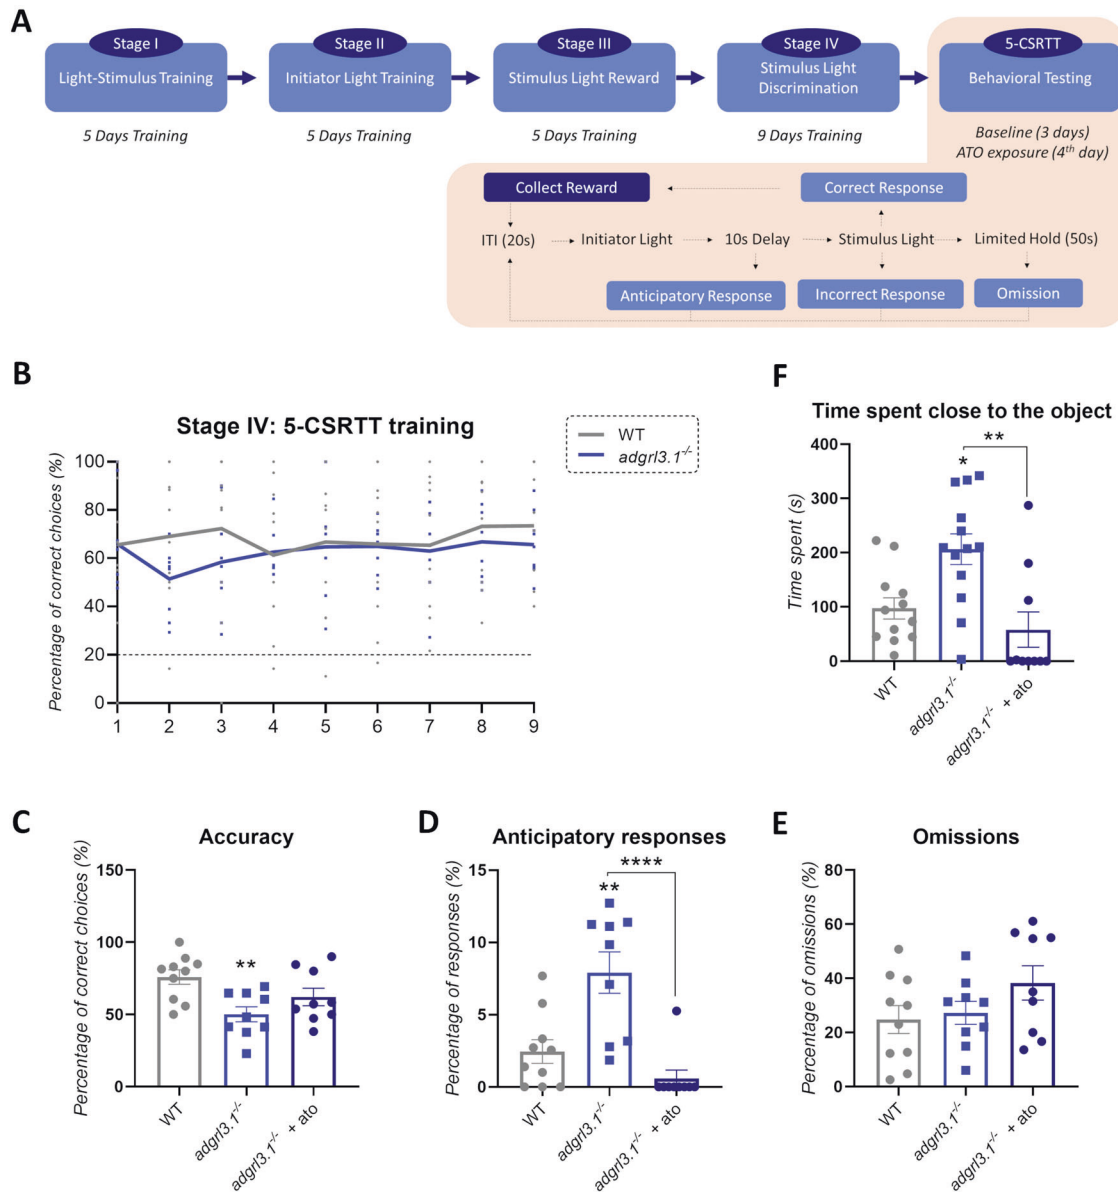 A
Stage I
Light-Stimulus Training
5 Days Training
Stage II
Initiator Light Training
5 Days Training
Stage III
Stimulus Light Reward
5 Days Training
Stage IV
Stimulus Light
Discrimination
9 Days Training
5-CSRTT
Behavioral Testing
Baseline (3 days)
ATO exposure (4th day)
Collect Reward
Correct Response
ITI (20s)
Initiator Light
10s Delay
Stimulus Light
Limited Hold (50s)
Anticipatory Response
Incorrect Response
Omission
B
Stage IV: 5-CSRTT training
WT
adgrl3.1-/-
Percentage of correct choices (%)
100
80
60
40
20
0
1 2 3 4 5 6 7 8 9
F
Time spent close to the object
Time spent (s)
400
300
200
100
0
*
**
WT
adgrl3.1-/-
adgrl3.1-/- + ato
C
Accuracy
Percentage of correct choices (%)
150
100
50
0
**
WT
adgrl3.1-/-
adgrl3.1-/- + ato
D
Anticipatory responses
Percentage of responses (%)
15
10
5
0
**
****
WT
adgrl3.1-/-
adgrl3.1-/- + ato
E
Omissions
Percentage of omissions (%)
80
60
40
20
0
WT
adgrl3.1-/-
adgrl3.1-/- + ato